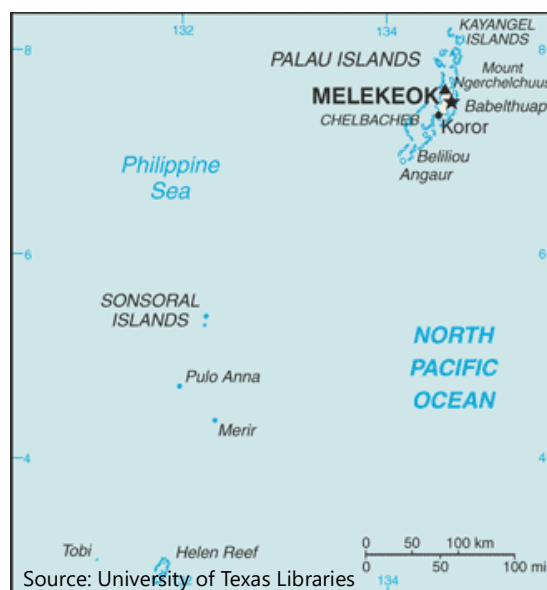 132
134
KAYANGEL
ISLANDS
8
8
PALAU ISLANDS
Mount
Ngerchelchuus
MELEKEOK
Babelthuap
CHELBACHEB
Koror
Beliliou
Angaur
Philippine
Sea
6
6
SONSORAL
ISLANDS
NORTH
PACIFIC
OCEAN
Pulo Anna
Merir
4
4
Tobi
Helen Reef
0 50 100 km
0 50 100 mi
Source: University of Texas Libraries
134